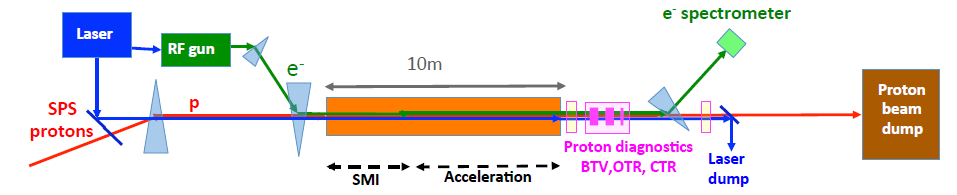 e⁻ spectrometer
Laser
RF gun
e⁻
10m
SPS
protons
p
Proton
beam
dump
Proton diagnostics
BTV,OTR, CTR
Laser
dump
SMI
Acceleration